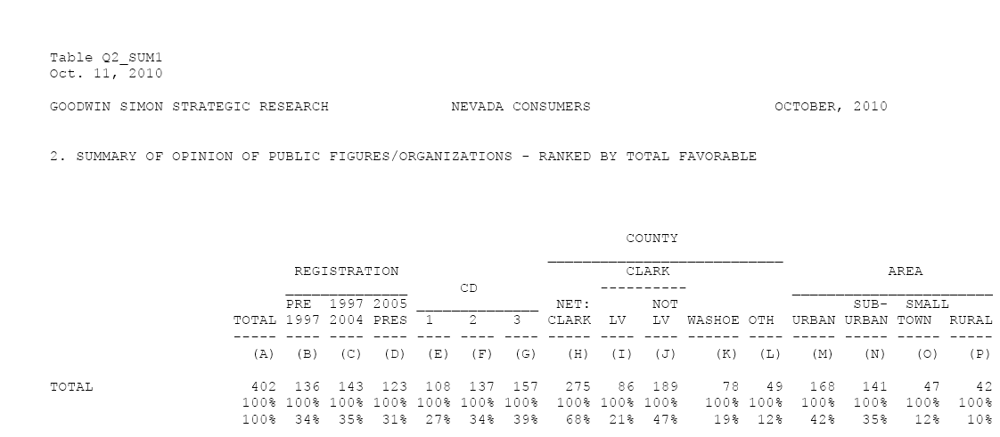 Table Q2_SUM1
Oct. 11, 2010
GOODWIN SIMON STRATEGIC RESEARCH NEVADA CONSUMERS OCTOBER, 2010
2. SUMMARY OF OPINION OF PUBLIC FIGURES/ORGANIZATIONS - RANKED BY TOTAL FAVORABLE
COUNTY
REGISTRATION CLARK AREA
CD
PRE 1997 2005 NET: NOT SUB- SMALL
TOTAL 1997 2004 PRES 1 2 3 CLARK LV LV WASHOE OTH URBAN URBAN TOWN RURAL
(A) (B) (C) (D) (E) (F) (G) (H) (I) (J) (K) (L) (M) (N) (O) (P)
TOTAL 402 136 143 123 108 137 157 275 86 189 78 49 168 141 47 42
100% 100% 100% 100% 100% 100% 100% 100% 100% 100% 100% 100% 100% 100% 100% 100%
100% 34% 35% 31% 27% 34% 39% 68% 21% 47% 19% 12% 42% 35% 12% 10%